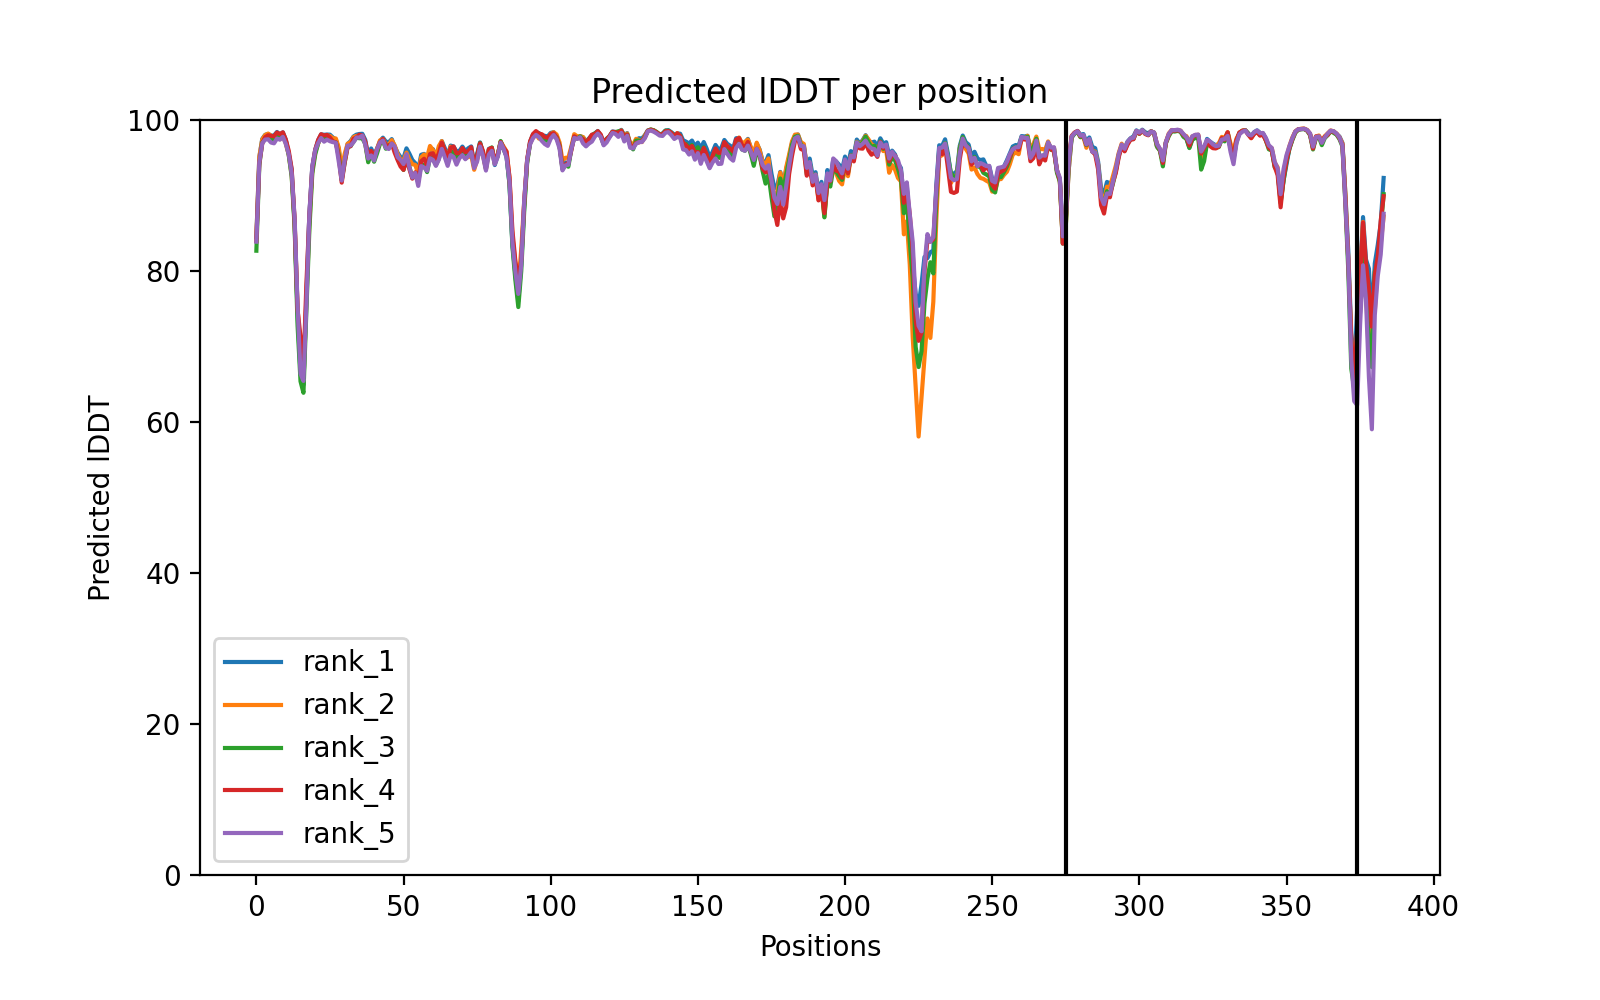 Predicted lDDT per position
100
80
60
40
20
0
Predicted lDDT
rank_1
rank_2
rank_3
rank_4
rank_5
0 50 100 150 200 250 300 350 400
Positions